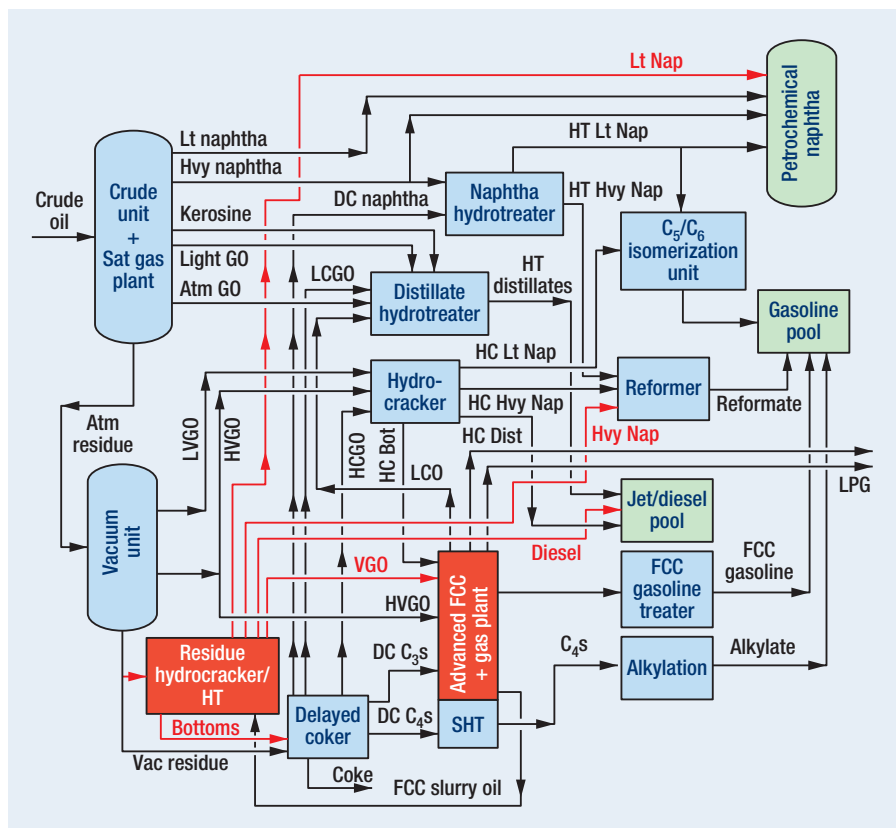 Lt Nap
Petrochemical
naphtha
Lt naphtha
HT Lt Nap
Hvy naphtha
Crude
oil
Crude
unit
+
Sat gas
plant
Kerosine
DC naphtha
Naphtha
hydrotreater
HT Hvy Nap
C₅/C₆
isomerization
unit
Light GO
LCGO
HT
distillates
Atm GO
Distillate
hydrotreater
Gasoline
pool
HC Lt Nap
Hydro-
cracker
Reformer
Reformate
HC Hvy Nap
Atm
residue
LVGO
HVGO
HCGO
HC Bot
LCO
HC Dist
Hvy Nap
LPG
Vacuum
unit
Jet/diesel
pool
Diesel
VGO
HVGO
Advanced FCC
+ gas plant
FCC
gasoline
treater
FCC
gasoline
Residue
hydrocracker/
HT
DC C₃s
C₄s
Alkylation
Alkylate
Bottoms
Delayed
coker
DC C₄s
SHT
Vac residue
Coke
FCC slurry oil